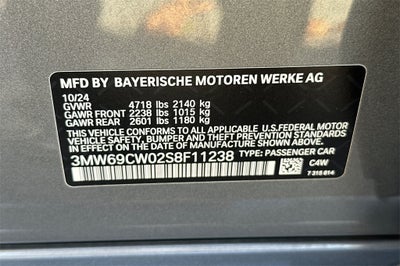 MFD BY BAYERISCHE MOTOREN WERKE AG
10/24
GVWR 4718 lbs 2140 kg
GAWR FRONT 2238 lbs 1015 kg
GAWR REAR 2601 lbs 1180 kg
THIS VEHICLE CONFORMS TO ALL APPLICABLE U.S.FEDERAL MOTOR
VEHICLE SAFETY, BUMPER, AND THEFT PREVENTION STANDARDS
IN EFFECT ON THE DATE OF MANUFACTURE SHOWN ABOVE.
3MW69CW02S8F11238 TYPE: PASSENGER CAR
C4W
7 315 614